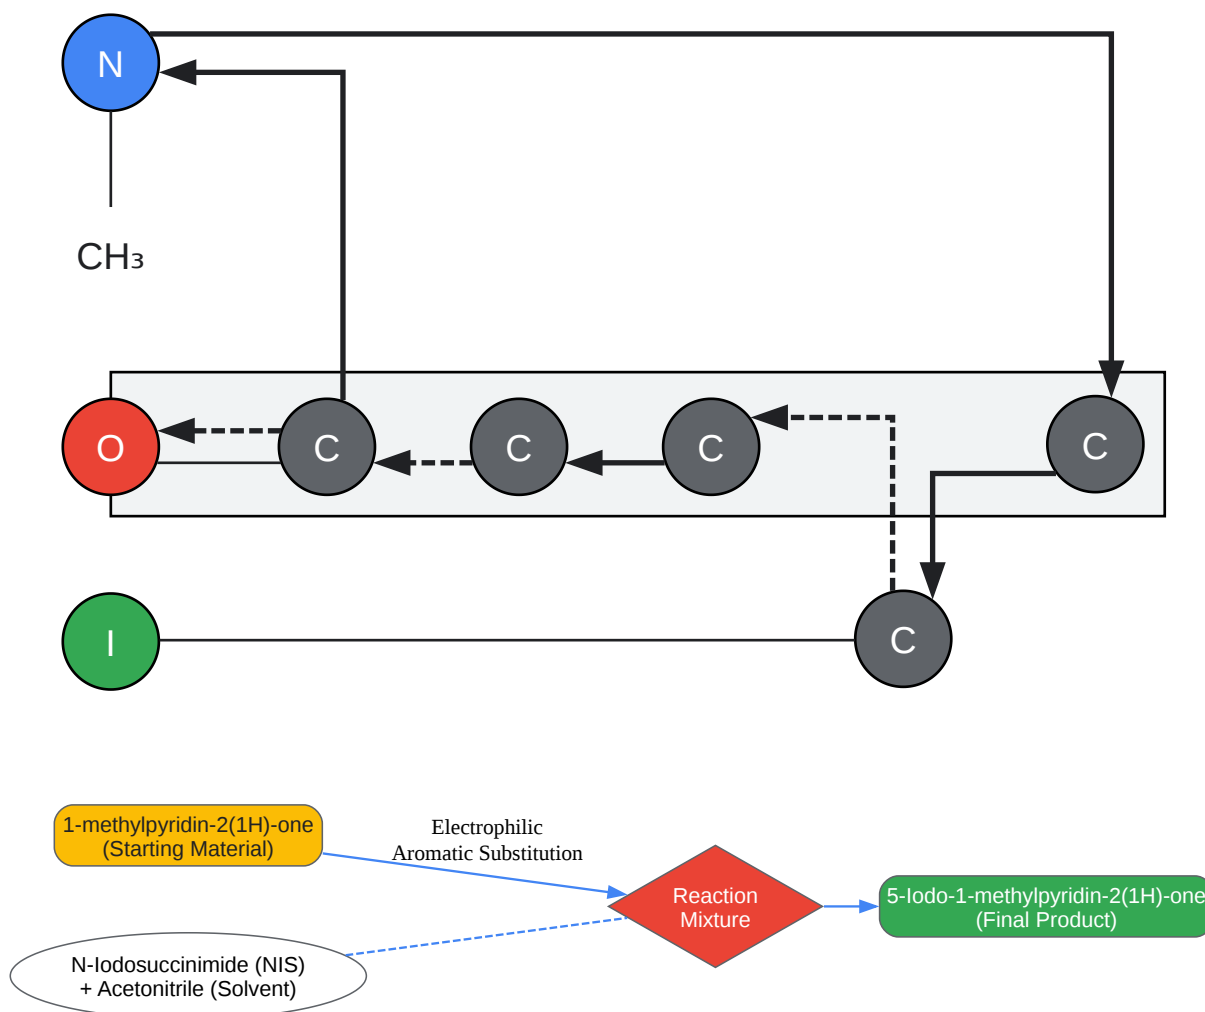 N
CH₃
O
C
C
C
C
I
C
1-methylpyridin-2(1H)-one
(Starting Material)
Electrophilic
Aromatic Substitution
Reaction
Mixture
5-Iodo-1-methylpyridin-2(1H)-one
(Final Product)
N-Iodosuccinimide (NIS)
+ Acetonitrile (Solvent)